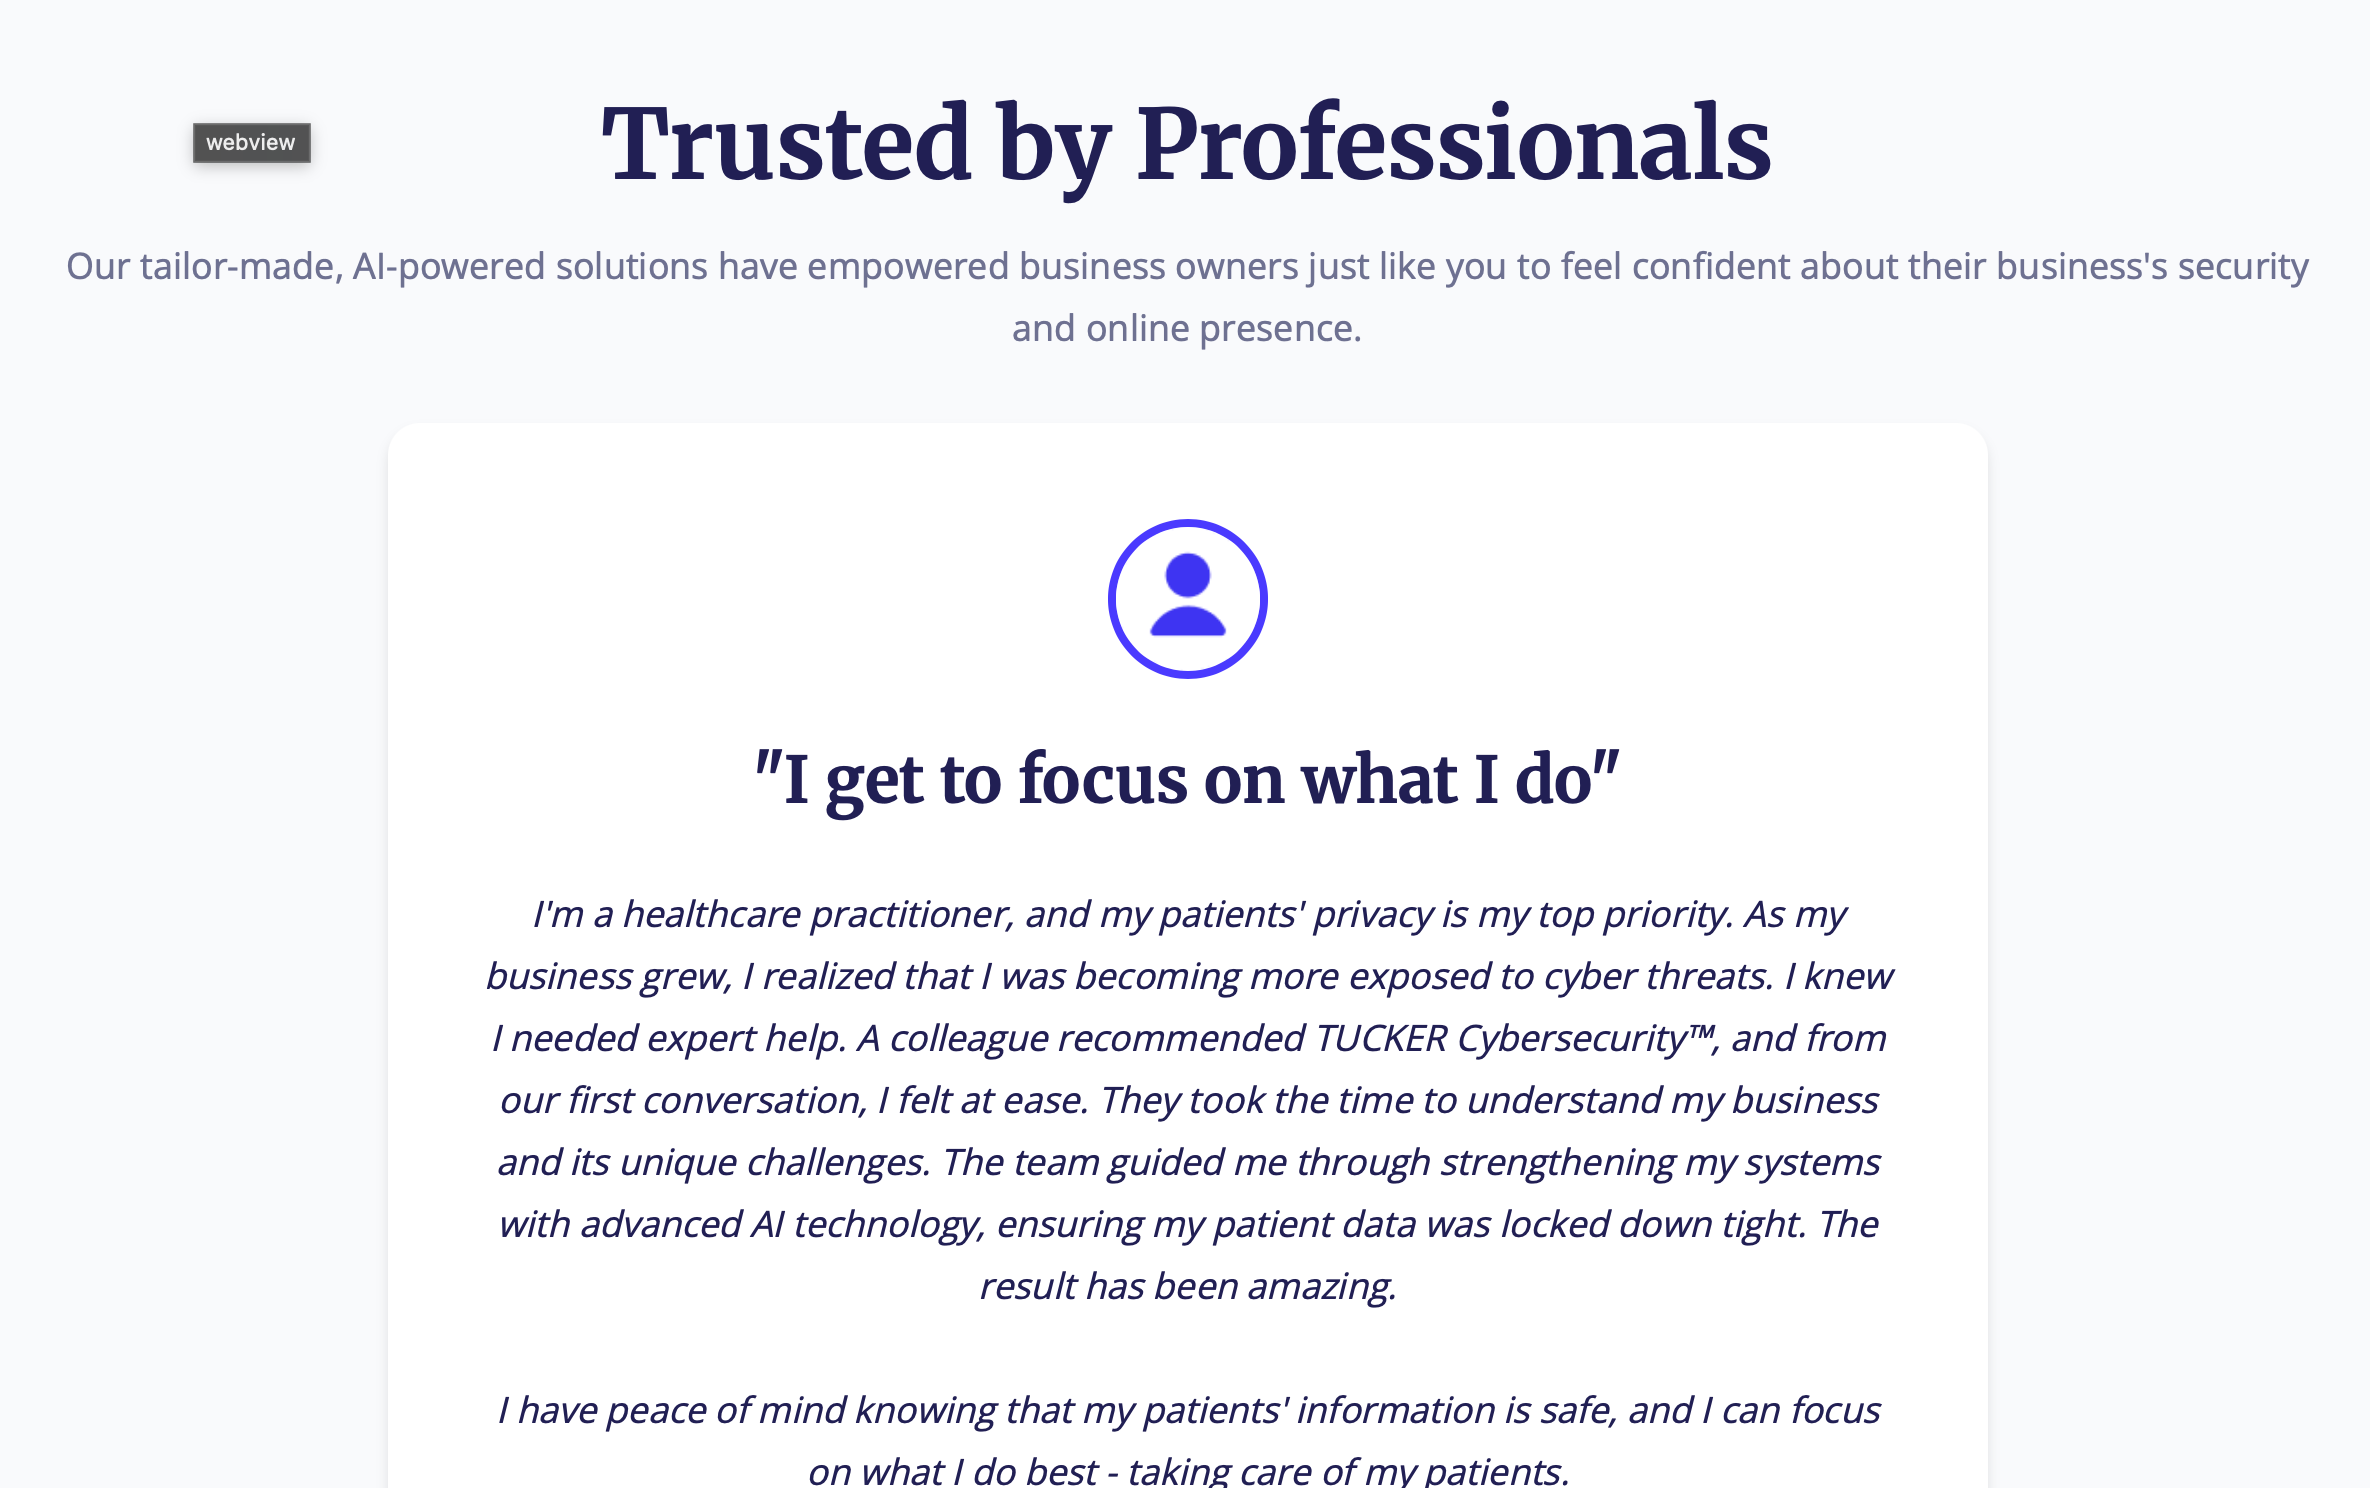 webview
Trusted by Professionals
Our tailor-made, AI-powered solutions have empowered business owners just like you to feel confident about their business's security
and online presence.
"I get to focus on what I do"
I'm a healthcare practitioner, and my patients' privacy is my top priority. As my
business grew, I realized that I was becoming more exposed to cyber threats. I knew
I needed expert help. A colleague recommended TUCKER Cybersecurity™, and from
our first conversation, I felt at ease. They took the time to understand my business
and its unique challenges. The team guided me through strengthening my systems
with advanced AI technology, ensuring my patient data was locked down tight. The
result has been amazing.
I have peace of mind knowing that my patients' information is safe, and I can focus
on what I do best - taking care of my patients.